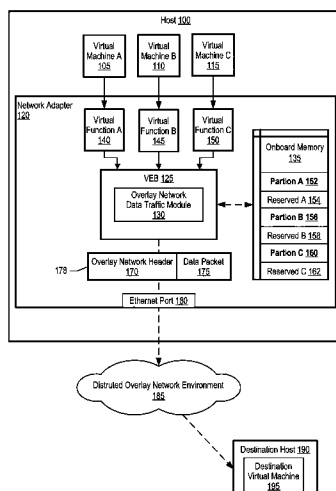 Host 100
Virtual
Machine A
105
Virtual
Machine B
110
Virtual
Machine C
115
Network Adapter
120
Virtual
Function A
140
Virtual
Function B
145
Virtual
Function C
150
VEB 125
Overlay Network
Data Traffic Module
130
Onboard Memory
135
Partion A 152
Reserved A 154
Partion B 156
Reserved B 158
Partion C 160
Reserved C 162
178
Overlay Network Header
170
Data Packet
175
Ethernet Port 180
Distruted Overlay Network Environment
185
Destination Host 190
Destination
Virtual Machine
195